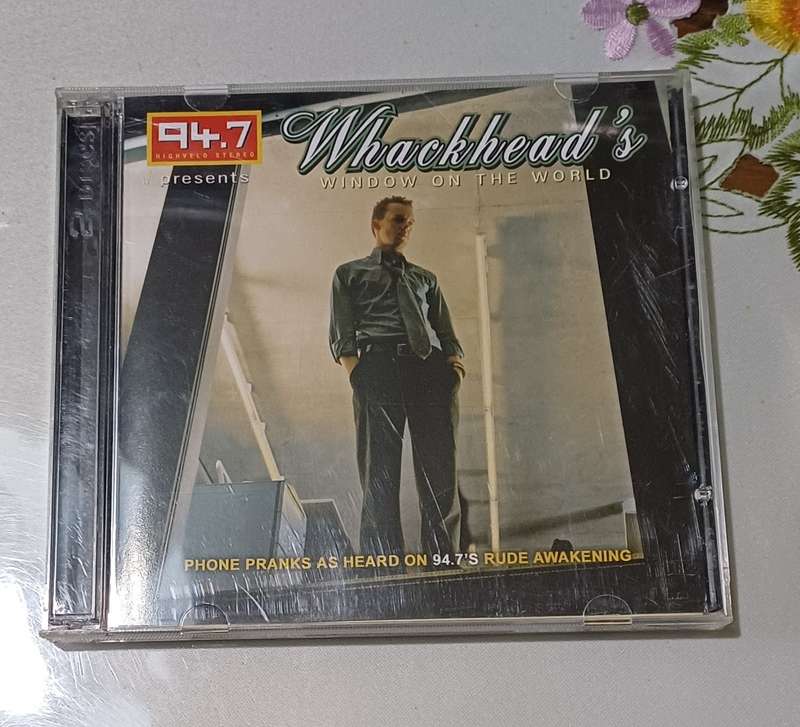 94.7
HIGHVELD STEREO
presents
Whackhead's
WINDOW ON THE WORLD
PHONE PRANKS AS HEARD ON 94.7'S RUDE AWAKENING